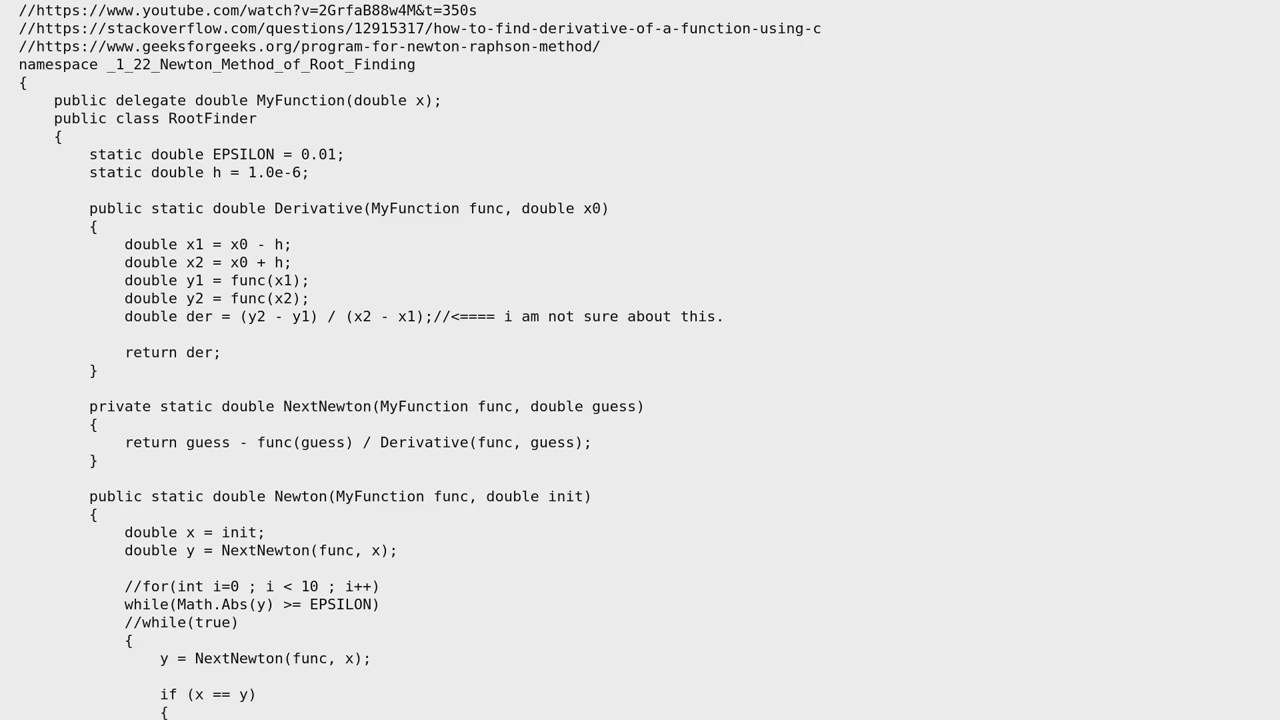 //https://www.youtube.com/watch?v=2GrfaB88w4M&t=350s
//https://stackoverflow.com/questions/12915317/how-to-find-derivative-of-a-function-using-c
//https://www.geeksforgeeks.org/program-for-newton-raphson-method/
namespace _1_22_Newton_Method_of_Root_Finding
{
    public delegate double MyFunction(double x);
    public class RootFinder
    {
        static double EPSILON = 0.01;
        static double h = 1.0e-6;

        public static double Derivative(MyFunction func, double x0)
        {
            double x1 = x0 - h;
            double x2 = x0 + h;
            double y1 = func(x1);
            double y2 = func(x2);
            double der = (y2 - y1) / (x2 - x1);//<==== i am not sure about this.

            return der;
        }

        private static double NextNewton(MyFunction func, double guess)
        {
            return guess - func(guess) / Derivative(func, guess);
        }

        public static double Newton(MyFunction func, double init)
        {
            double x = init;
            double y = NextNewton(func, x);

            //for(int i=0 ; i < 10 ; i++)
            while(Math.Abs(y) >= EPSILON)
            //while(true)
            {
                y = NextNewton(func, x);

                if (x == y)
                {